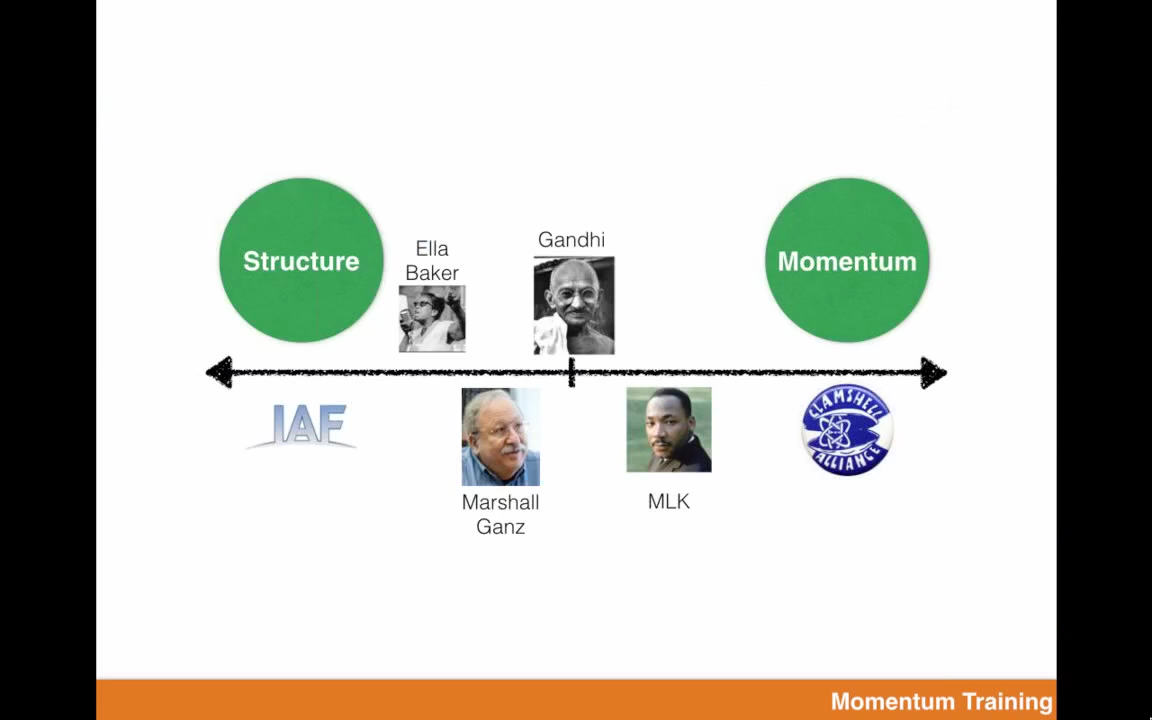 Structure
Ella
Baker
Gandhi
Momentum
IAF
Marshall
Ganz
MLK
CLAMSHELL
ALLIANCE
Momentum Training